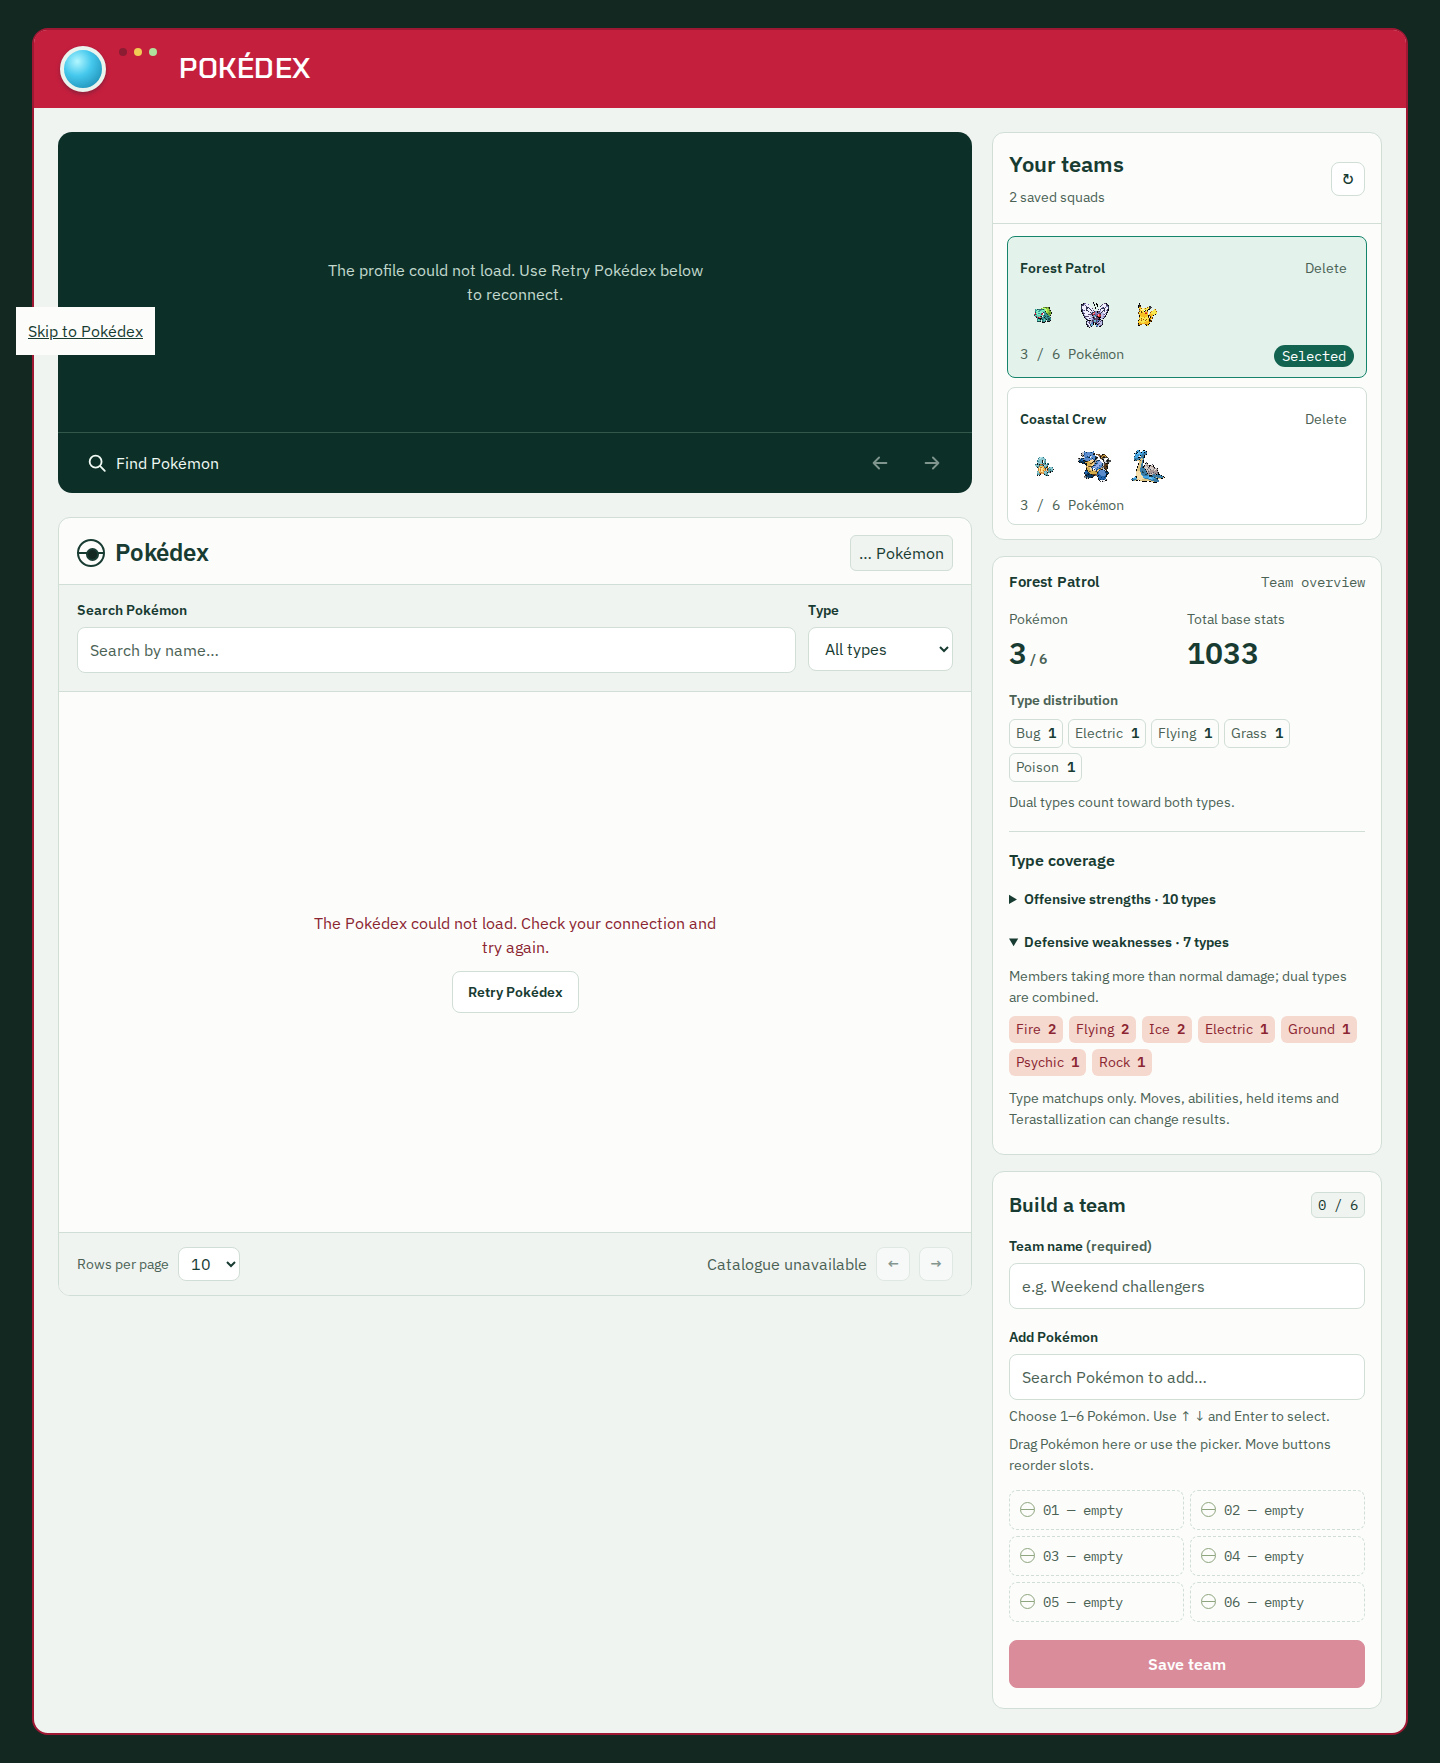 POKÉDEX
The profile could not load. Use Retry Pokédex below
to reconnect.
Skip to Pokédex
Find Pokémon
← →
Pokédex
... Pokémon
Search Pokémon
Type
Search by name...
All types
The Pokédex could not load. Check your connection and
try again.
Retry Pokédex
Rows per page
10
Catalogue unavailable
← →
Your teams
2 saved squads
↻
Forest Patrol
Delete
3 / 6 Pokémon
Selected
Coastal Crew
Delete
3 / 6 Pokémon
Forest Patrol
Team overview
Pokémon
Total base stats
3 / 6
1033
Type distribution
Bug 1
Electric 1
Flying 1
Grass 1
Poison 1
Dual types count toward both types.
Type coverage
▶ Offensive strengths · 10 types
▼ Defensive weaknesses · 7 types
Members taking more than normal damage; dual types
are combined.
Fire 2
Flying 2
Ice 2
Electric 1
Ground 1
Psychic 1
Rock 1
Type matchups only. Moves, abilities, held items and
Terastallization can change results.
Build a team
0 / 6
Team name (required)
e.g. Weekend challengers
Add Pokémon
Search Pokémon to add...
Choose 1–6 Pokémon. Use ↑ ↓ and Enter to select.
Drag Pokémon here or use the picker. Move buttons
reorder slots.
01 — empty
02 — empty
03 — empty
04 — empty
05 — empty
06 — empty
Save team